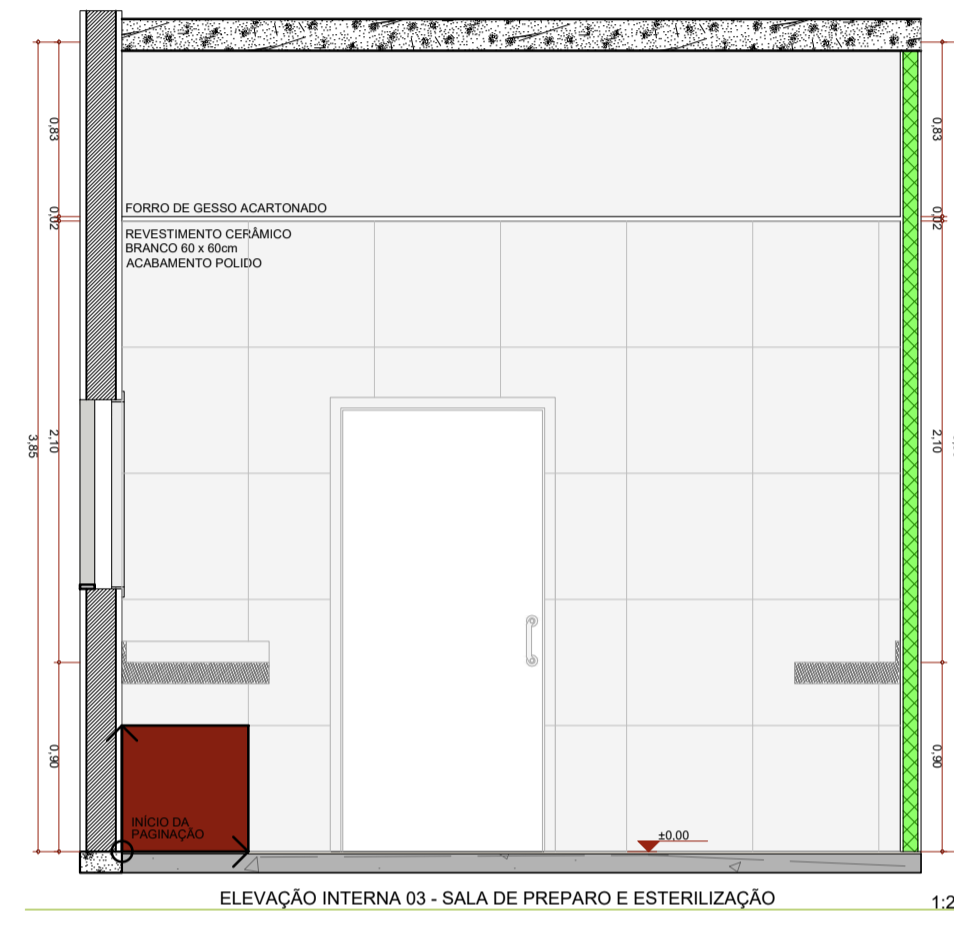 0,83
0,83
FORRO DE GESSO ACARTONADO
0,02
0,02
REVESTIMENTO CERÂMICO
BRANCO 60 x 60cm
ACABAMENTO POLIDO
3,85
2,10
2,10
0,90
0,90
INÍCIO DA
PAGINAÇÃO
±0,00
ELEVAÇÃO INTERNA 03 - SALA DE PREPARO E ESTERILIZAÇÃO
1:2